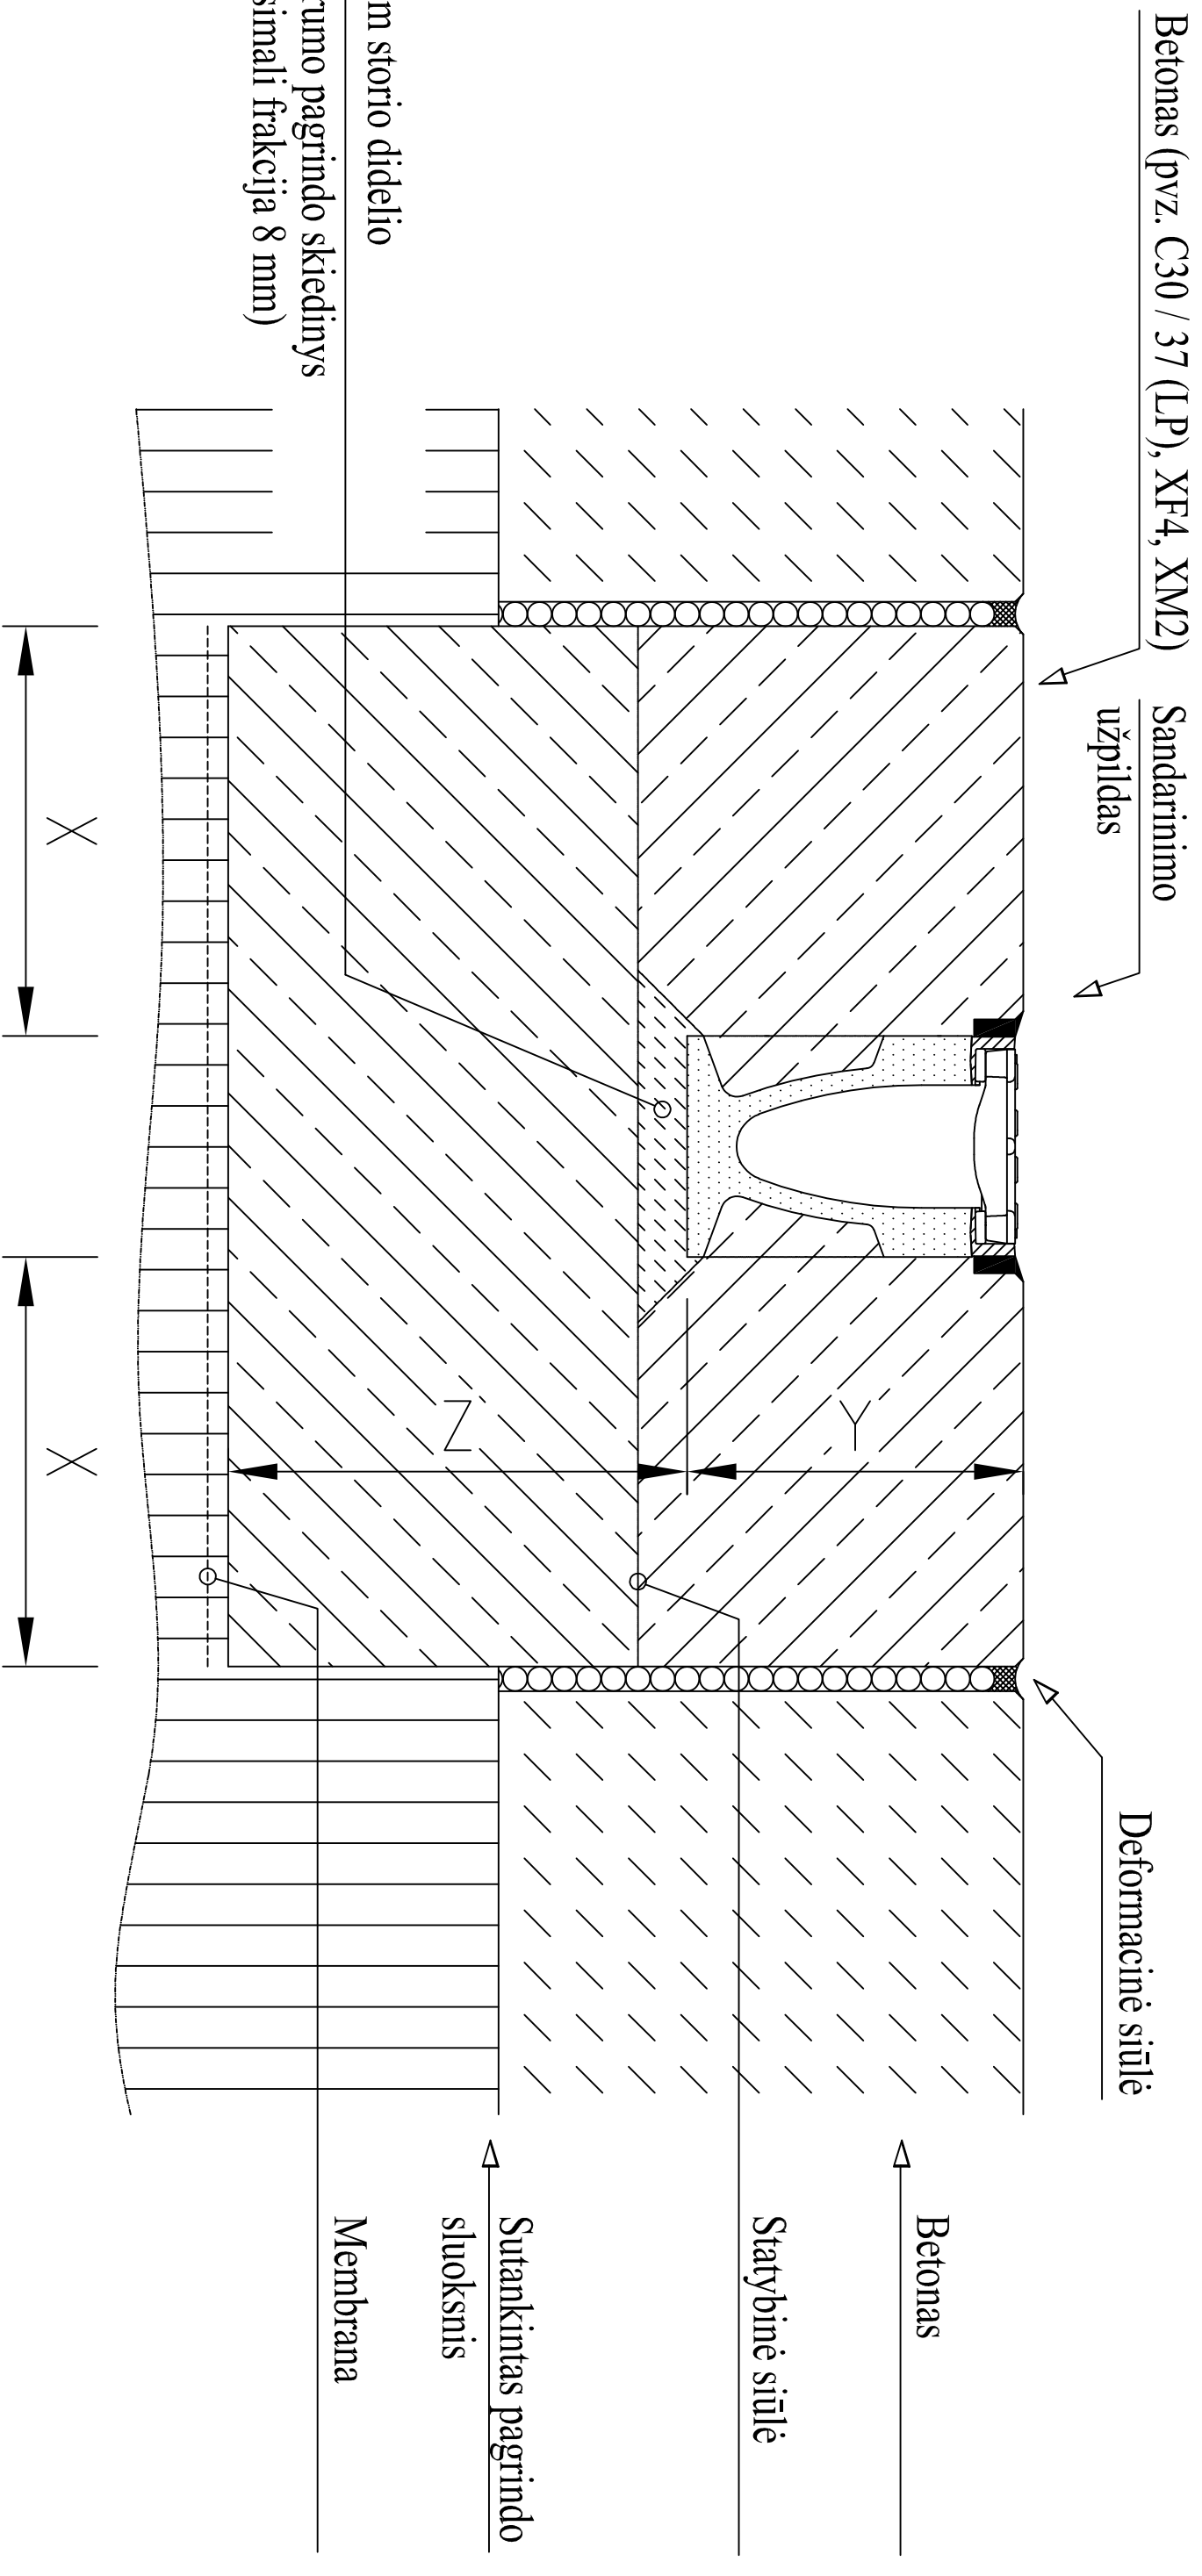 Betonas (pvz. C30 / 37 (LP), XF4, XM2)
Sandarinimo
užpildas
Deformacinė siūlė
Betonas
Statybinė siūlė
Sutankintas pagrindo
sluoksnis
Membrana
m storio didelio
rumo pagrindo skiedinys
simali frakcija 8 mm)
Y
Z
X
X